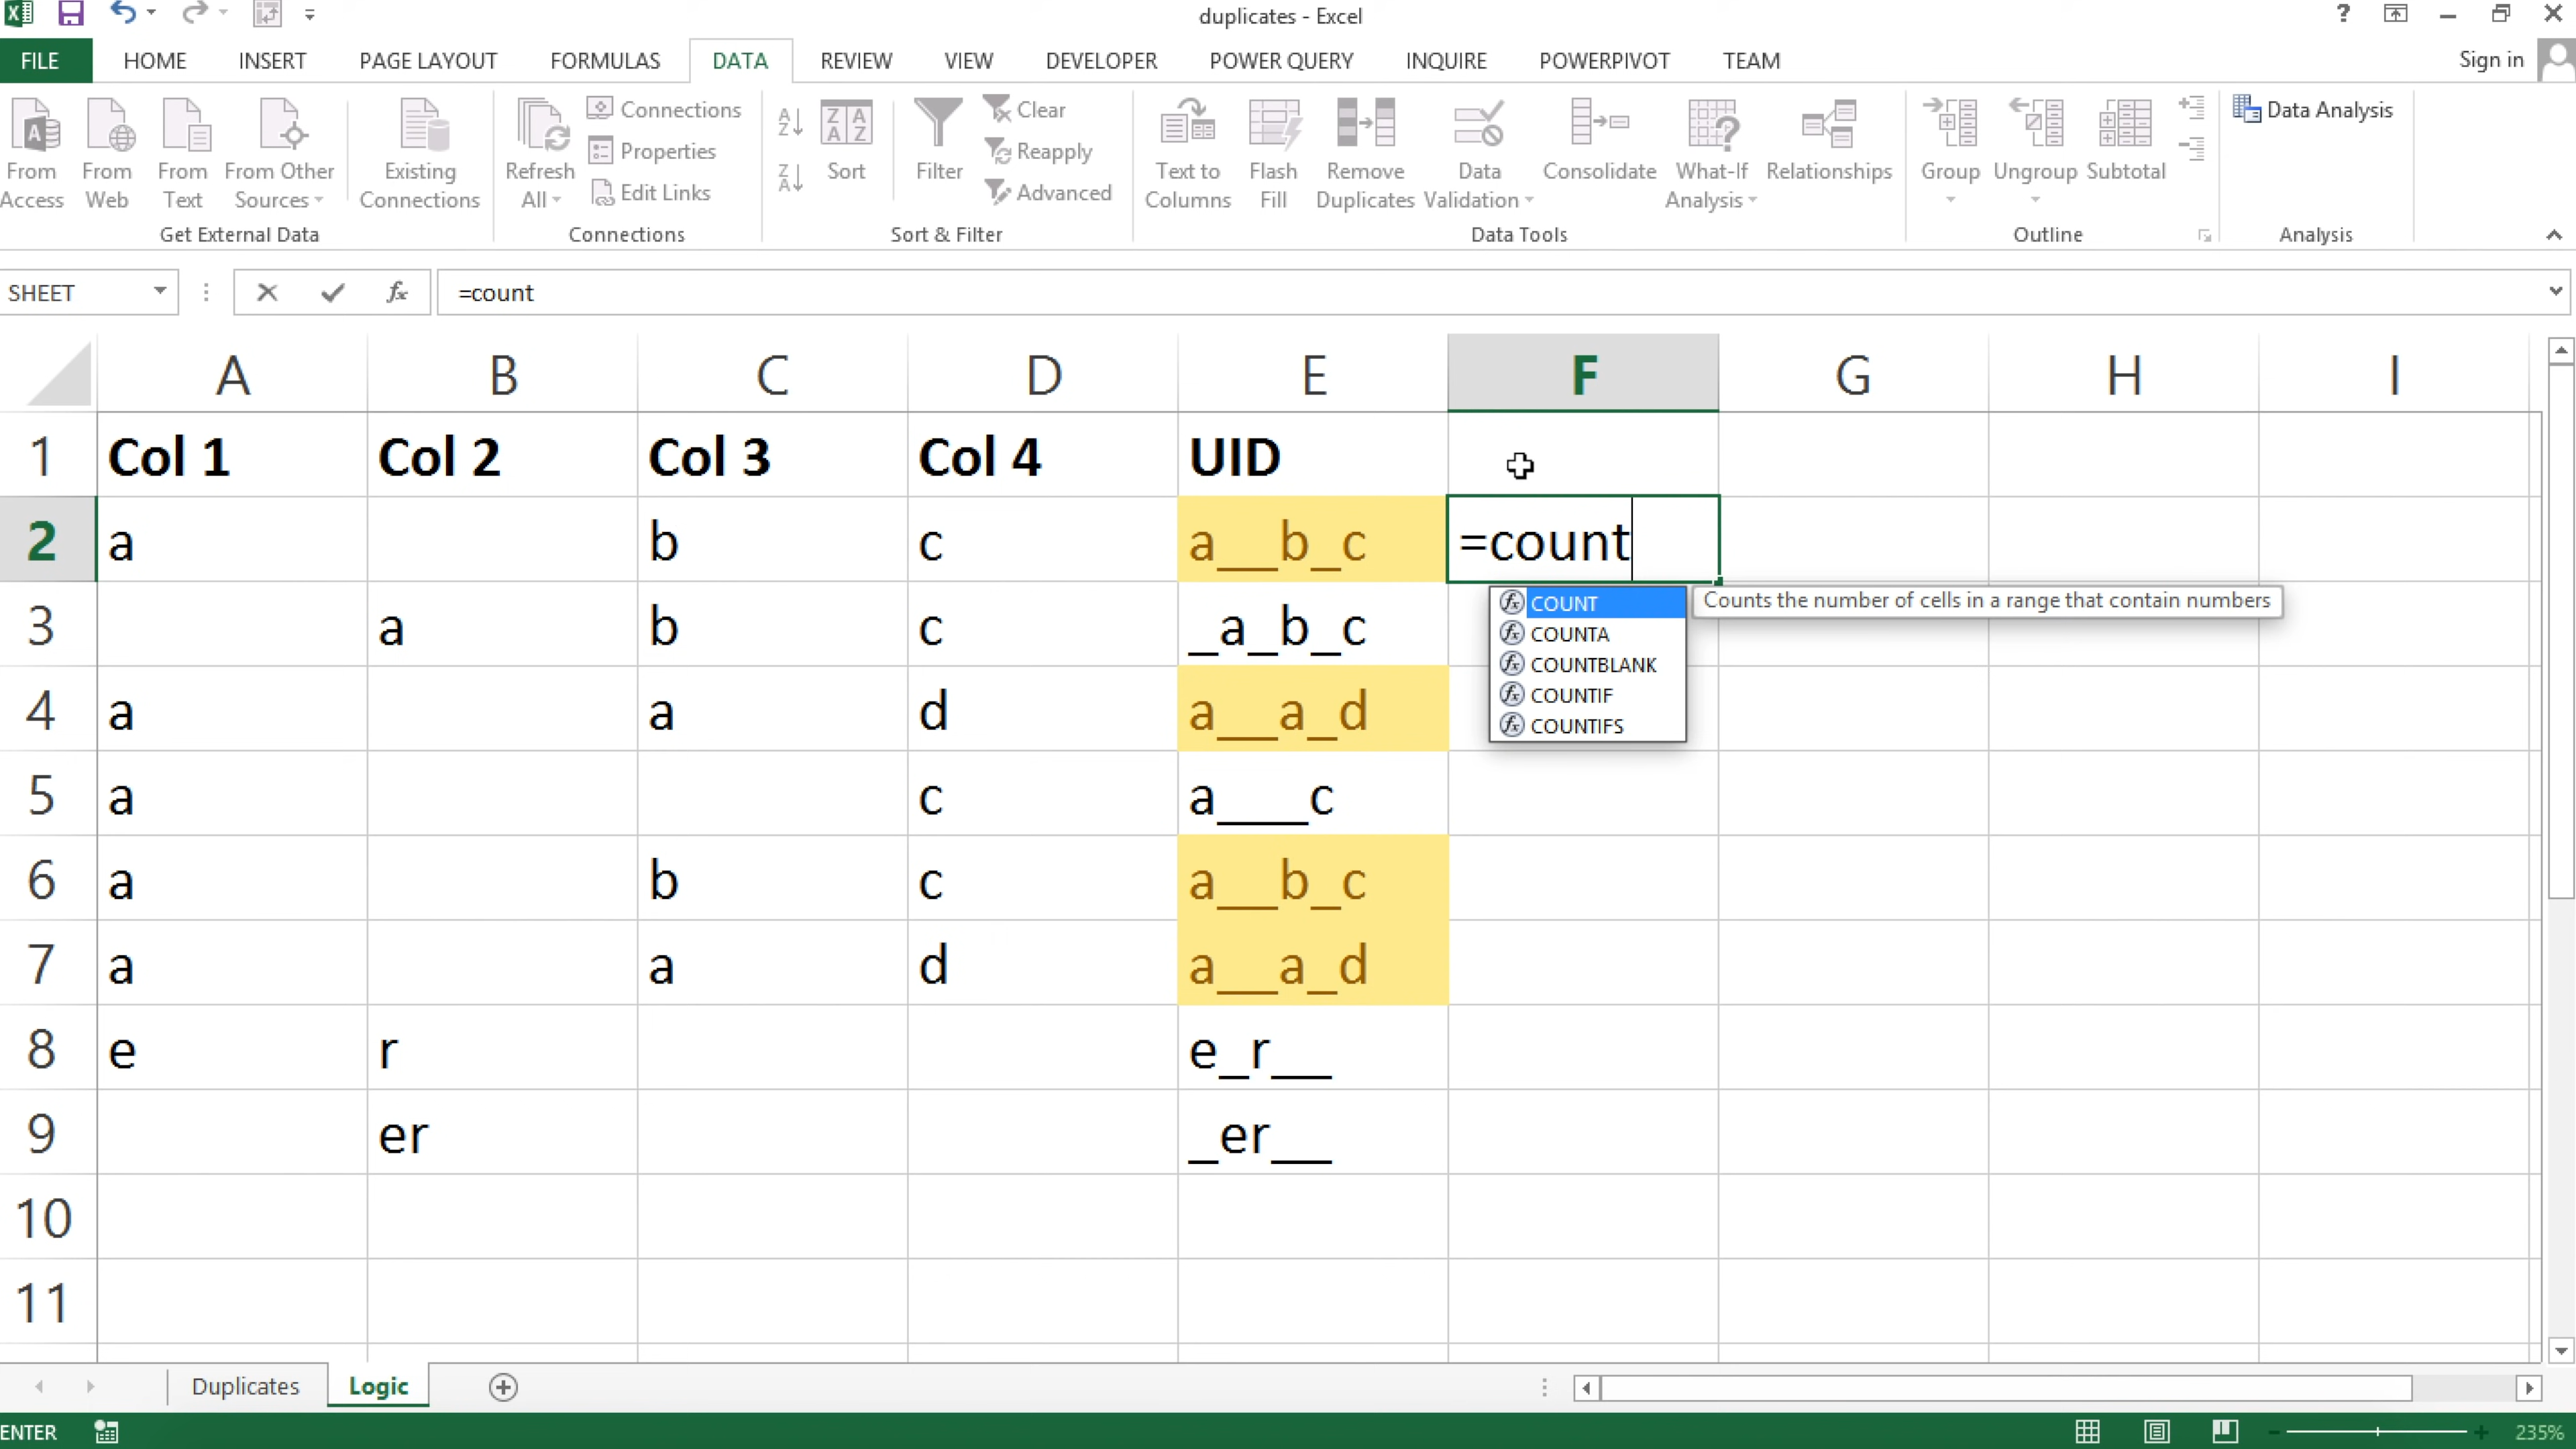 duplicates - Excel
?
FILE HOME INSERT PAGE LAYOUT FORMULAS DATA REVIEW VIEW DEVELOPER POWER QUERY INQUIRE POWERPIVOT TEAM Sign in
From Access
From Web
From Text
From Other Sources
Existing Connections
Get External Data
Refresh All
Connections
Properties
Edit Links
Connections
Sort
Filter
Clear
Reapply
Advanced
Sort & Filter
Text to Columns
Flash Fill
Remove Duplicates
Data Validation
Consolidate
What-If Analysis
Relationships
Data Tools
Group
Ungroup
Subtotal
Outline
Data Analysis
Analysis
SHEET fx =count
A B C D E F G H I
1 Col 1 Col 2 Col 3 Col 4 UID
2 a b c a__b_c =count
COUNT Counts the number of cells in a range that contain numbers
COUNTA
COUNTBLANK
COUNTIF
COUNTIFS
3 a b c _a_b_c
4 a a d a__a_d
5 a c a___c
6 a b c a__b_c
7 a a d a__a_d
8 e r e_r__
9 er _er__
10
11
Duplicates Logic
ENTER 235%